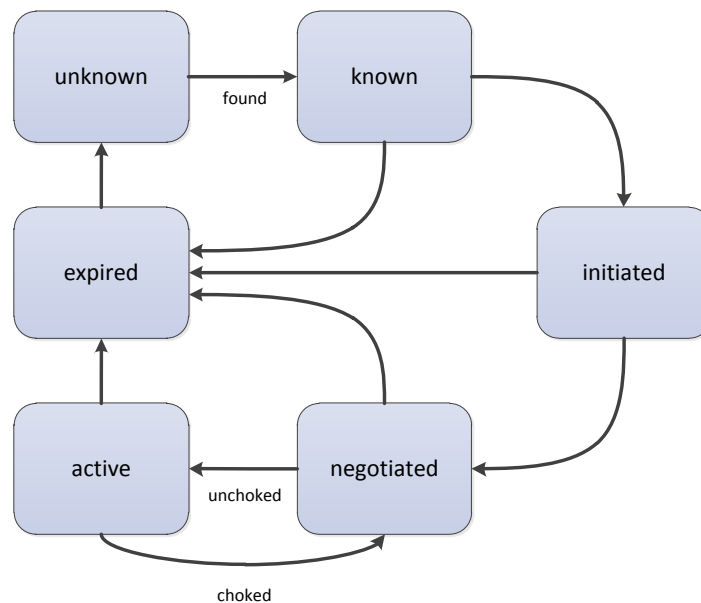 unknown
found
known
expired
initiated
active
unchoked
negotiated
choked